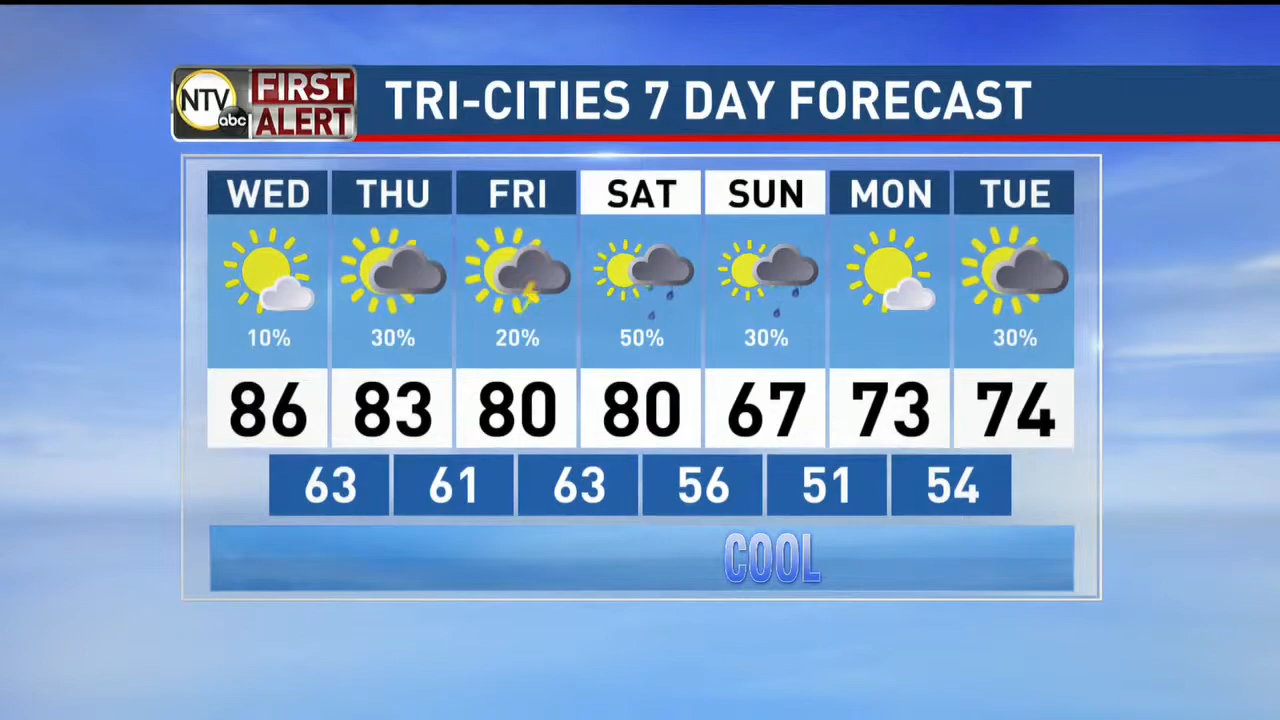 NTV
abc
FIRST
ALERT
TRI-CITIES 7 DAY FORECAST
WED THU FRI SAT SUN MON TUE
10% 30% 20% 50% 30% 30%
86 83 80 80 67 73 74
63 61 63 56 51 54
COOL